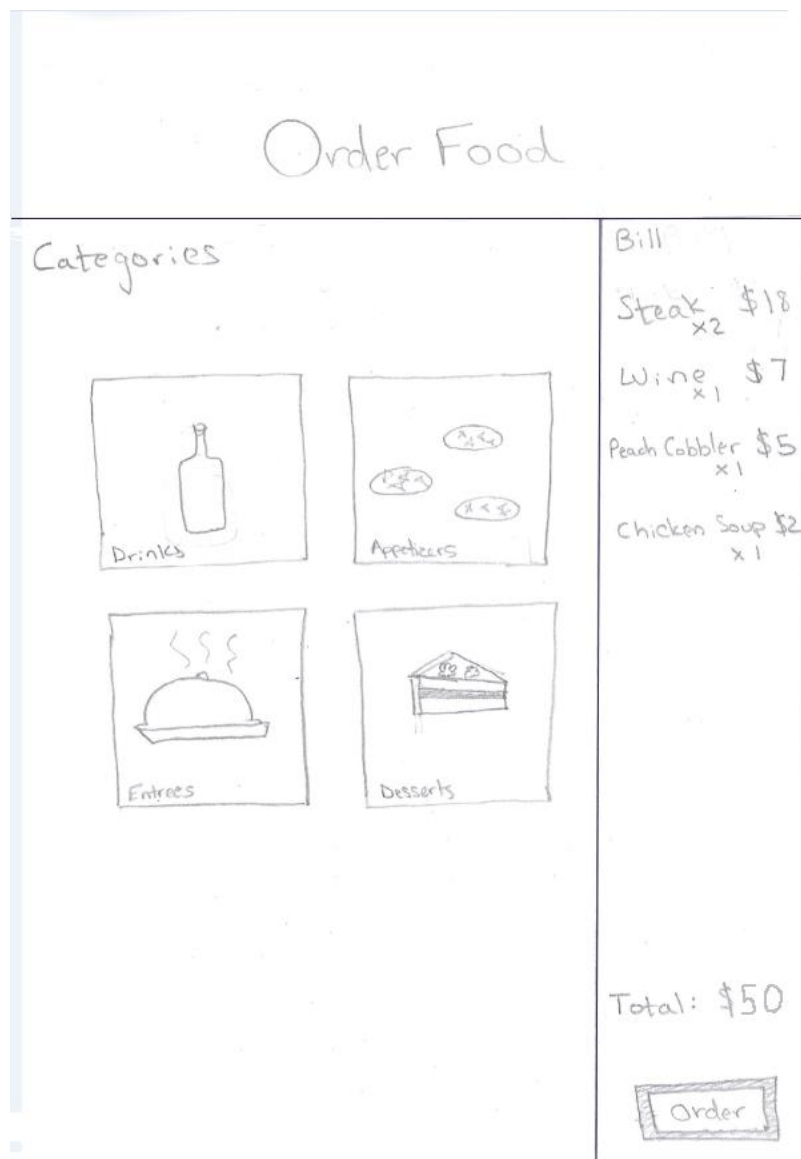 Order Food
Categories
Drinks
Appetizers
Entrees
Desserts
Bill
Steak $18
x2
Wine $7
x1
Peach Cobbler $5
x1
Chicken Soup $2
x1
Total: $50
Order